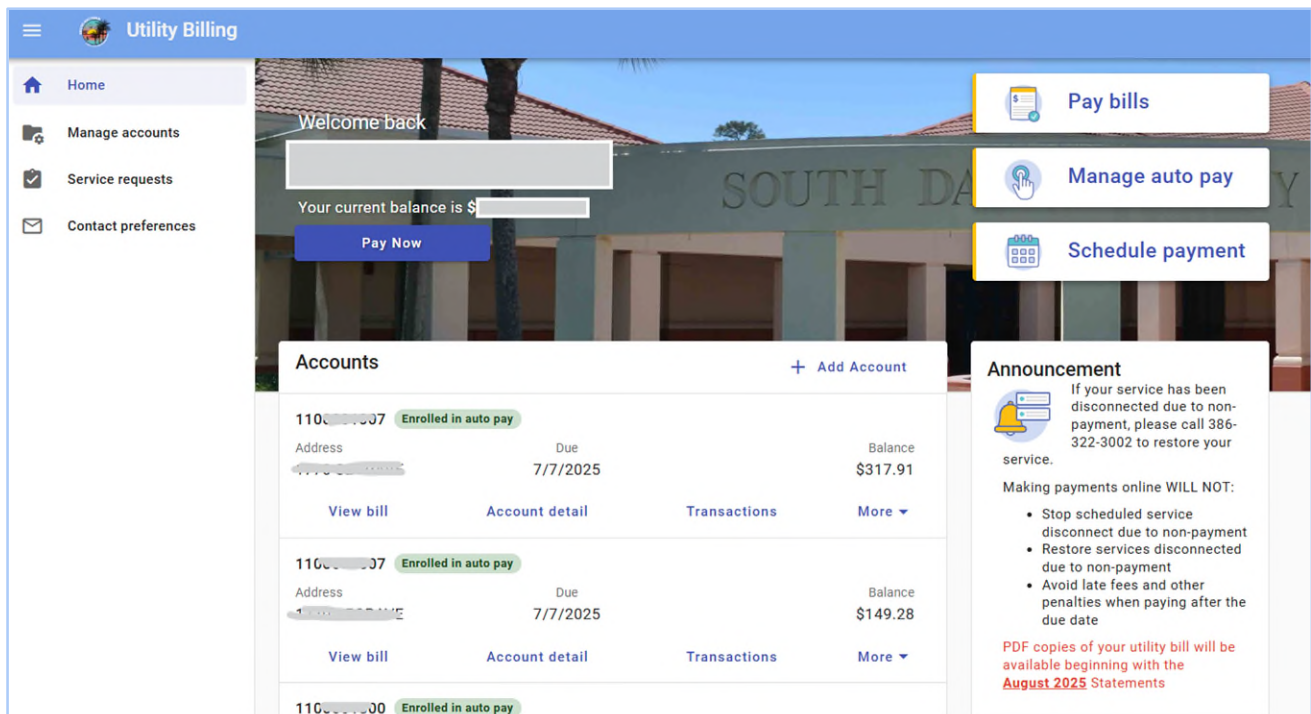 Utility Billing
Home
Manage accounts
Service requests
Contact preferences
Welcome back
Your current balance is $
Pay Now
SOUTH
Pay bills
Manage auto pay
Schedule payment
Accounts
+ Add Account
Enrolled in auto pay
Address Due Balance
7/7/2025 $317.91
View bill Account detail Transactions More
Enrolled in auto pay
Address Due Balance
7/7/2025 $149.28
View bill Account detail Transactions More
Enrolled in auto pay
Announcement
If your service has been
disconnected due to non-
payment, please call 386-
322-3002 to restore your
service.
Making payments online WILL NOT:
• Stop scheduled service
disconnect due to non-payment
• Restore services disconnected
due to non-payment
• Avoid late fees and other
penalties when paying after the
due date
PDF copies of your utility bill will be
available beginning with the
August 2025 Statements